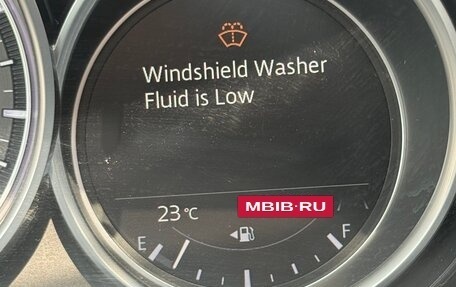 Windshield Washer
Fluid is Low
23°C
MBIB·RU
E F